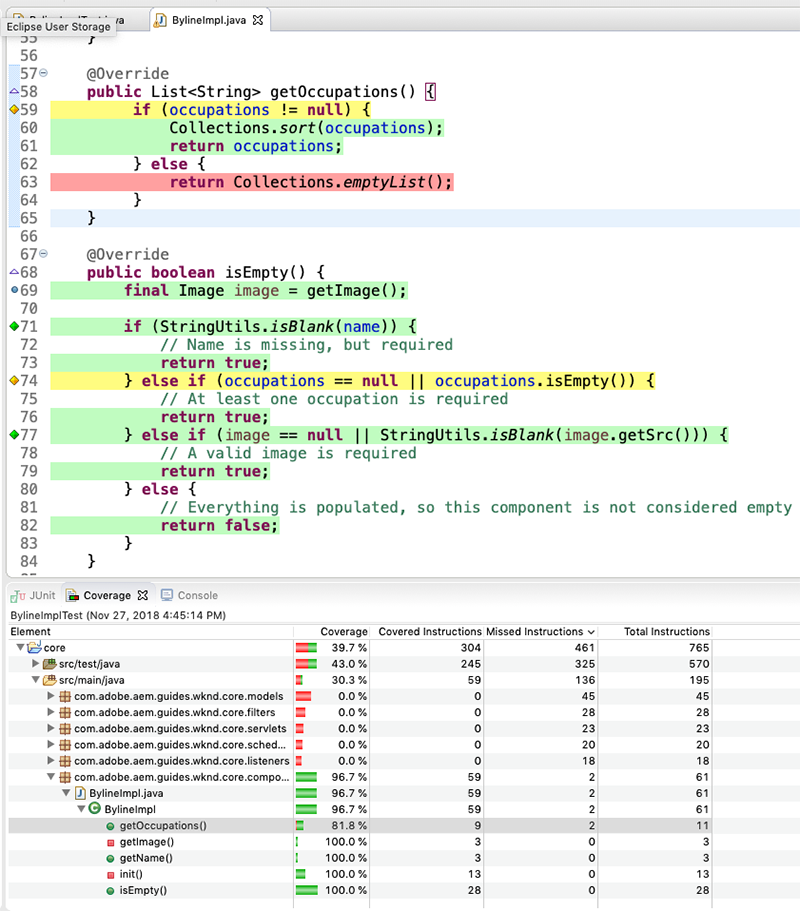 BylineImplTest.java
BylineImpl.java
Eclipse User Storage
55 }
56
57 @Override
58 public List<String> getOccupations() {
59 if (occupations != null) {
60 Collections.sort(occupations);
61 return occupations;
62 } else {
63 return Collections.emptyList();
64 }
65 }
66
67 @Override
68 public boolean isEmpty() {
69 final Image image = getImage();
70
71 if (StringUtils.isBlank(name)) {
72 // Name is missing, but required
73 return true;
74 } else if (occupations == null || occupations.isEmpty()) {
75 // At least one occupation is required
76 return true;
77 } else if (image == null || StringUtils.isBlank(image.getSrc())) {
78 // A valid image is required
79 return true;
80 } else {
81 // Everything is populated, so this component is not considered empty
82 return false;
83 }
84 }
JUnit Coverage Console
BylineImplTest (Nov 27, 2018 4:45:14 PM)
Element Coverage Covered Instructions Missed Instructions Total Instructions
core 39.7 % 304 461 765
src/test/java 43.0 % 245 325 570
src/main/java 30.3 % 59 136 195
com.adobe.aem.guides.wknd.core.models 0.0 % 0 45 45
com.adobe.aem.guides.wknd.core.filters 0.0 % 0 28 28
com.adobe.aem.guides.wknd.core.servlets 0.0 % 0 23 23
com.adobe.aem.guides.wknd.core.sched... 0.0 % 0 20 20
com.adobe.aem.guides.wknd.core.listeners 0.0 % 0 18 18
com.adobe.aem.guides.wknd.core.compo... 96.7 % 59 2 61
BylineImpl.java 96.7 % 59 2 61
BylineImpl 96.7 % 59 2 61
getOccupations() 81.8 % 9 2 11
getImage() 100.0 % 3 0 3
getName() 100.0 % 3 0 3
init() 100.0 % 13 0 13
isEmpty() 100.0 % 28 0 28